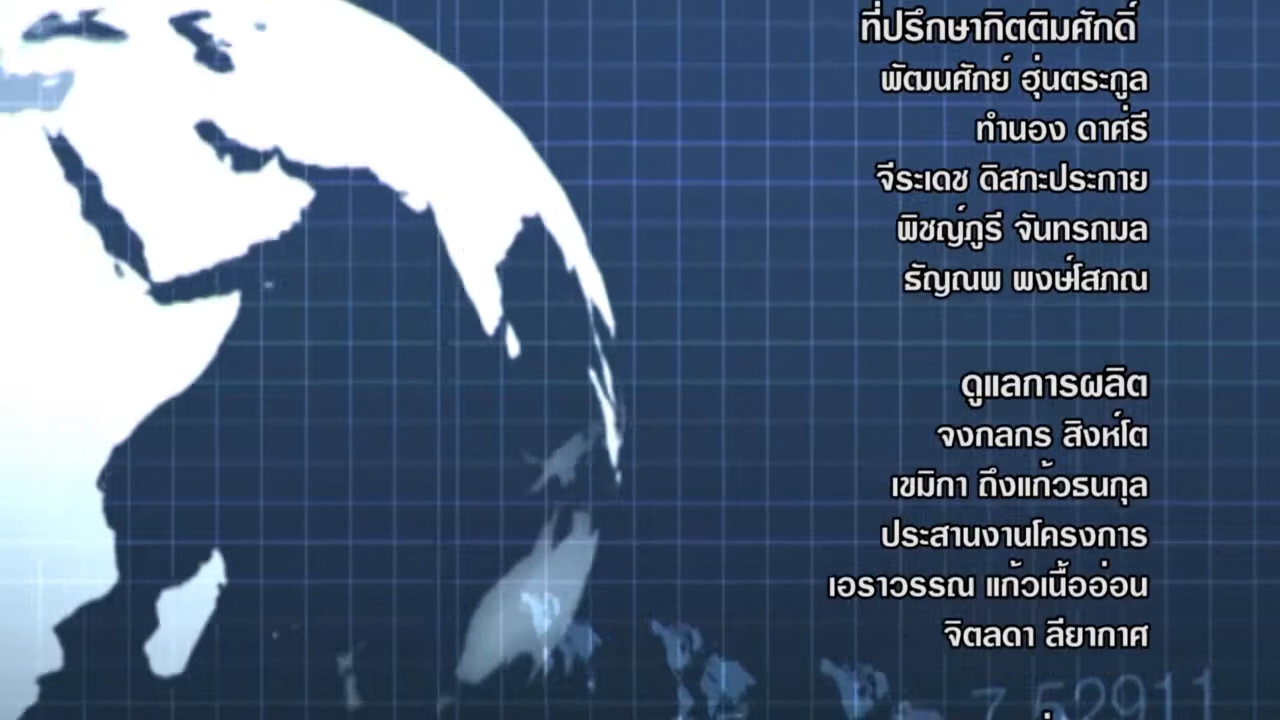 ที่ปรึกษากิตติมศักดิ์
พัฒนศักย์ ฮุ่นตระกูล
ทำนอง ดาศรี
จีระเดช ดิสกะประกาย
พิชญ์ภูรี จันทรกมล
ธัญณพ พงษ์โสภณ
ดูแลการผลิต
จงกลกร สิงห์โต
เขมิกา ถึงแก้วธนกุล
ประสานงานโครงการ
เอราวรรณ แก้วเนื้ออ่อน
จิตลดา ลียากาศ
7.52911